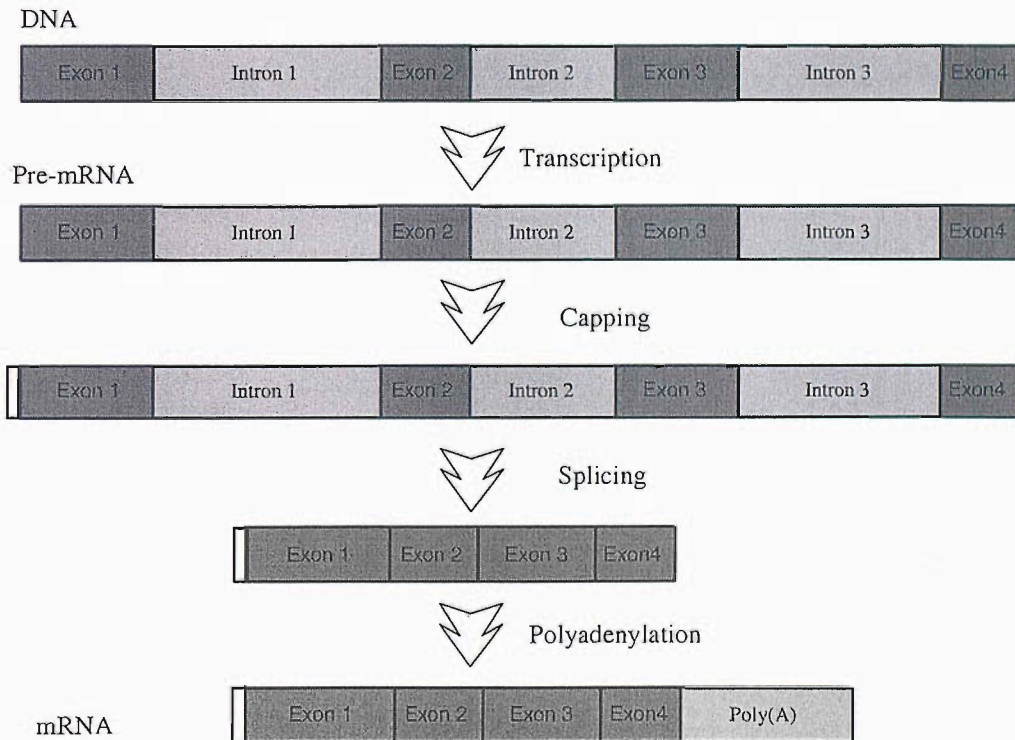 DNA
Exon 1 Intron 1 Exon 2 Intron 2 Exon 3 Intron 3 Exon4
Transcription
Pre-mRNA
Exon 1 Intron 1 Exon 2 Intron 2 Exon 3 Intron 3 Exon4
Capping
Exon 1 Intron 1 Exon 2 Intron 2 Exon 3 Intron 3 Exon4
Splicing
Exon 1 Exon 2 Exon 3 Exon4
Polyadenylation
Exon 1 Exon 2 Exon 3 Exon4 Poly(A)
mRNA